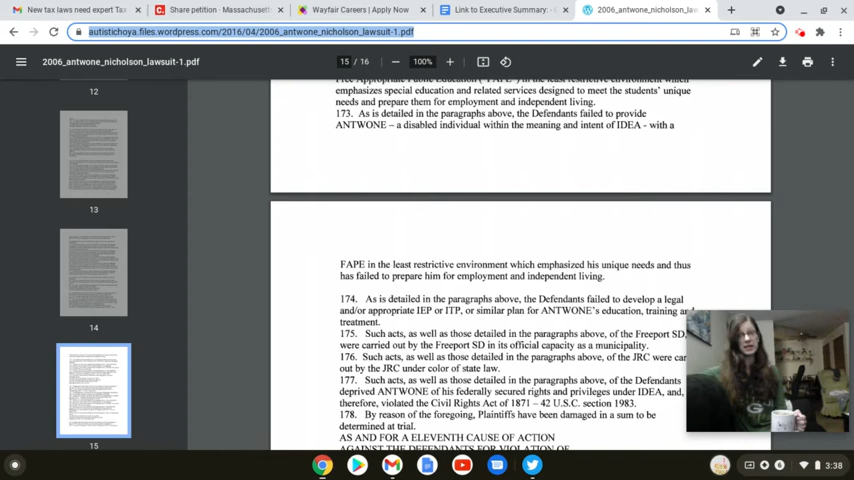 New tax laws need expert Tax
Share petition · Massachusett
Wayfair Careers | Apply Now
Link to Executive Summary: -
2006_antwone_nicholson_laws
autistichoya.files.wordpress.com/2016/04/2006_antwone_nicholson_lawsuit-1.pdf
2006_antwone_nicholson_lawsuit-1.pdf
15 / 16
100%
12
13
14
15
Free Appropriate Public Education ("FAPE") in the least restrictive environment which
emphasizes special education and related services designed to meet the students' unique
needs and prepare them for employment and independent living.
173. As is detailed in the paragraphs above, the Defendants failed to provide
ANTWONE – a disabled individual within the meaning and intent of IDEA - with a
FAPE in the least restrictive environment which emphasized his unique needs and thus
has failed to prepare him for employment and independent living.
174. As is detailed in the paragraphs above, the Defendants failed to develop a legal
and/or appropriate IEP or ITP, or similar plan for ANTWONE's education, training and
treatment.
175. Such acts, as well as those detailed in the paragraphs above, of the Freeport SD,
were carried out by the Freeport SD in its official capacity as a municipality.
176. Such acts, as well as those detailed in the paragraphs above, of the JRC were car
out by the JRC under color of state law.
177. Such acts, as well as those detailed in the paragraphs above, of the Defendants
deprived ANTWONE of his federally secured rights and privileges under IDEA, and,
therefore, violated the Civil Rights Act of 1871 – 42 U.S.C. section 1983.
178. By reason of the foregoing, Plaintiffs have been damaged in a sum to be
determined at trial.
AS AND FOR A ELEVENTH CAUSE OF ACTION
AGAINST THE DEFENDANTS FOR VIOLATION OF
G
3:38